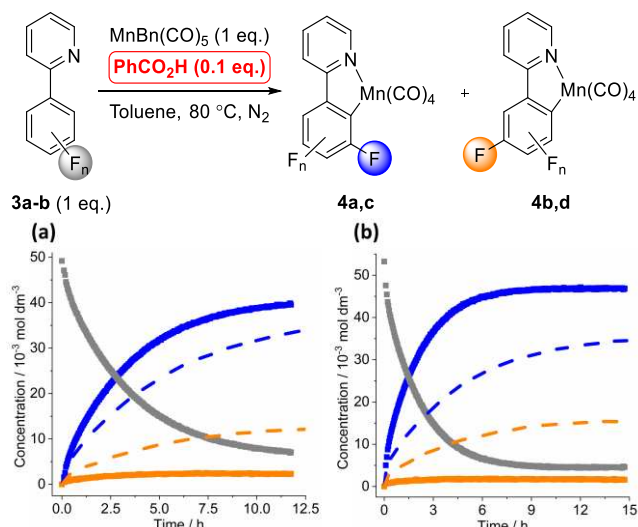 MnBn(CO)5 (1 eq.)
PhCO2H (0.1 eq.)
Toluene, 80 °C, N2
N
Fn
3a-b (1 eq.)
N
Mn(CO)4
Fn
F
4a,c
+
N
Mn(CO)4
F
Fn
4b,d
(a)
50
40
30
20
10
0
Concentration / 10-3 mol dm-3
0.0 2.5 5.0 7.5 10.0 12.5
Time / h
(b)
50
40
30
20
10
0
Concentration / 10-3 mol dm-3
0 3 6 9 12 15
Time / h